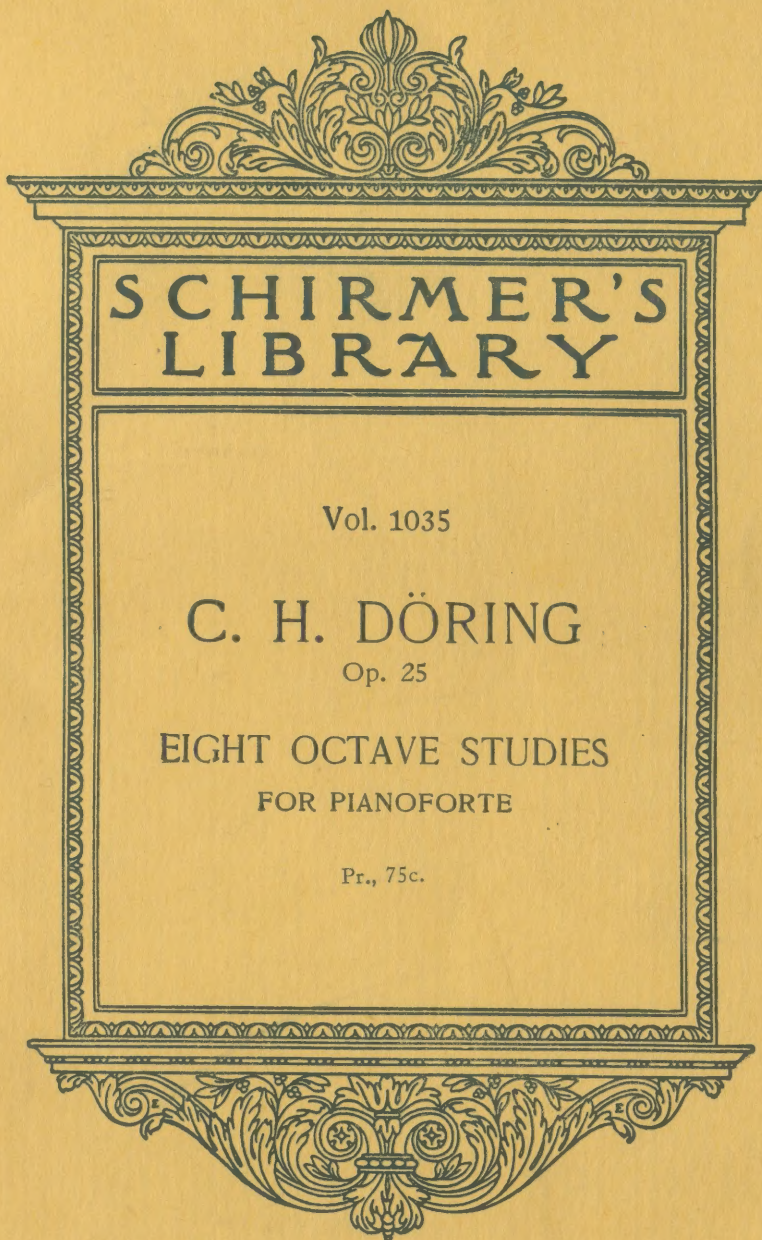 SCHIRMER'S
LIBRARY
Vol. 1035
C. H. DÖRING
Op. 25
EIGHT OCTAVE STUDIES
FOR PIANOFORTE
Pr., 75c.
E E